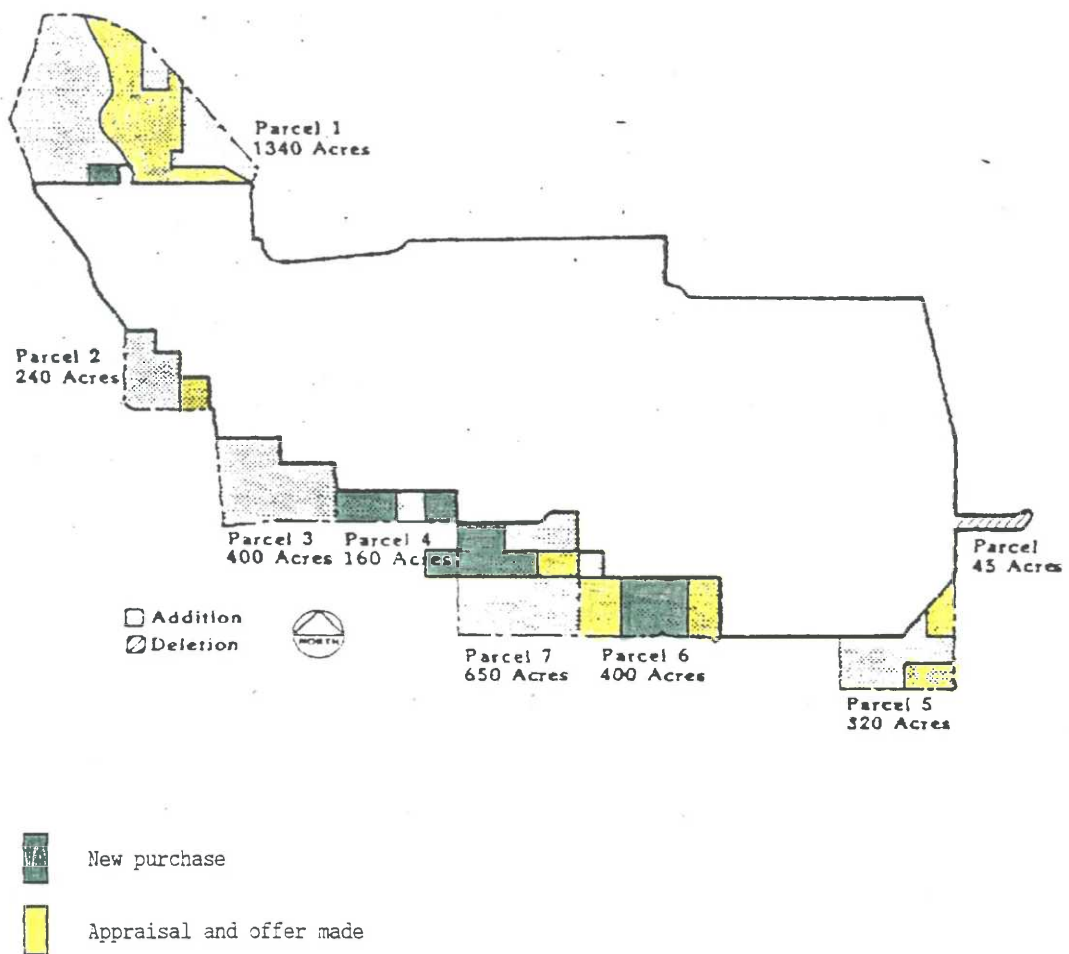 Parcel 1
1340 Acres
Parcel 2
240 Acres
Parcel 3
400 Acres
Parcel 4
160 Acres
Parcel
45 Acres
Addition
Deletion
NORTH
Parcel 7
650 Acres
Parcel 6
400 Acres
Parcel 5
320 Acres
New purchase
Appraisal and offer made